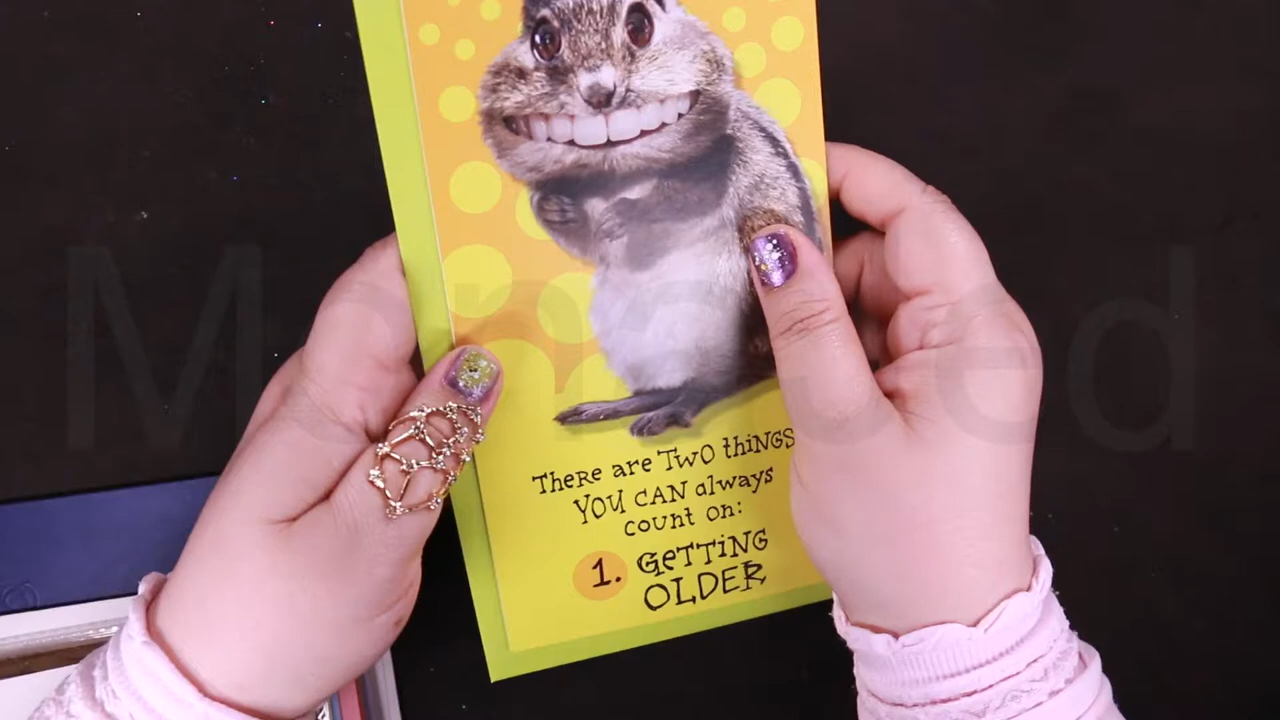 There are Two thiNGS
YOU CAN always
count on:
1. GeTTiNG
OLDER